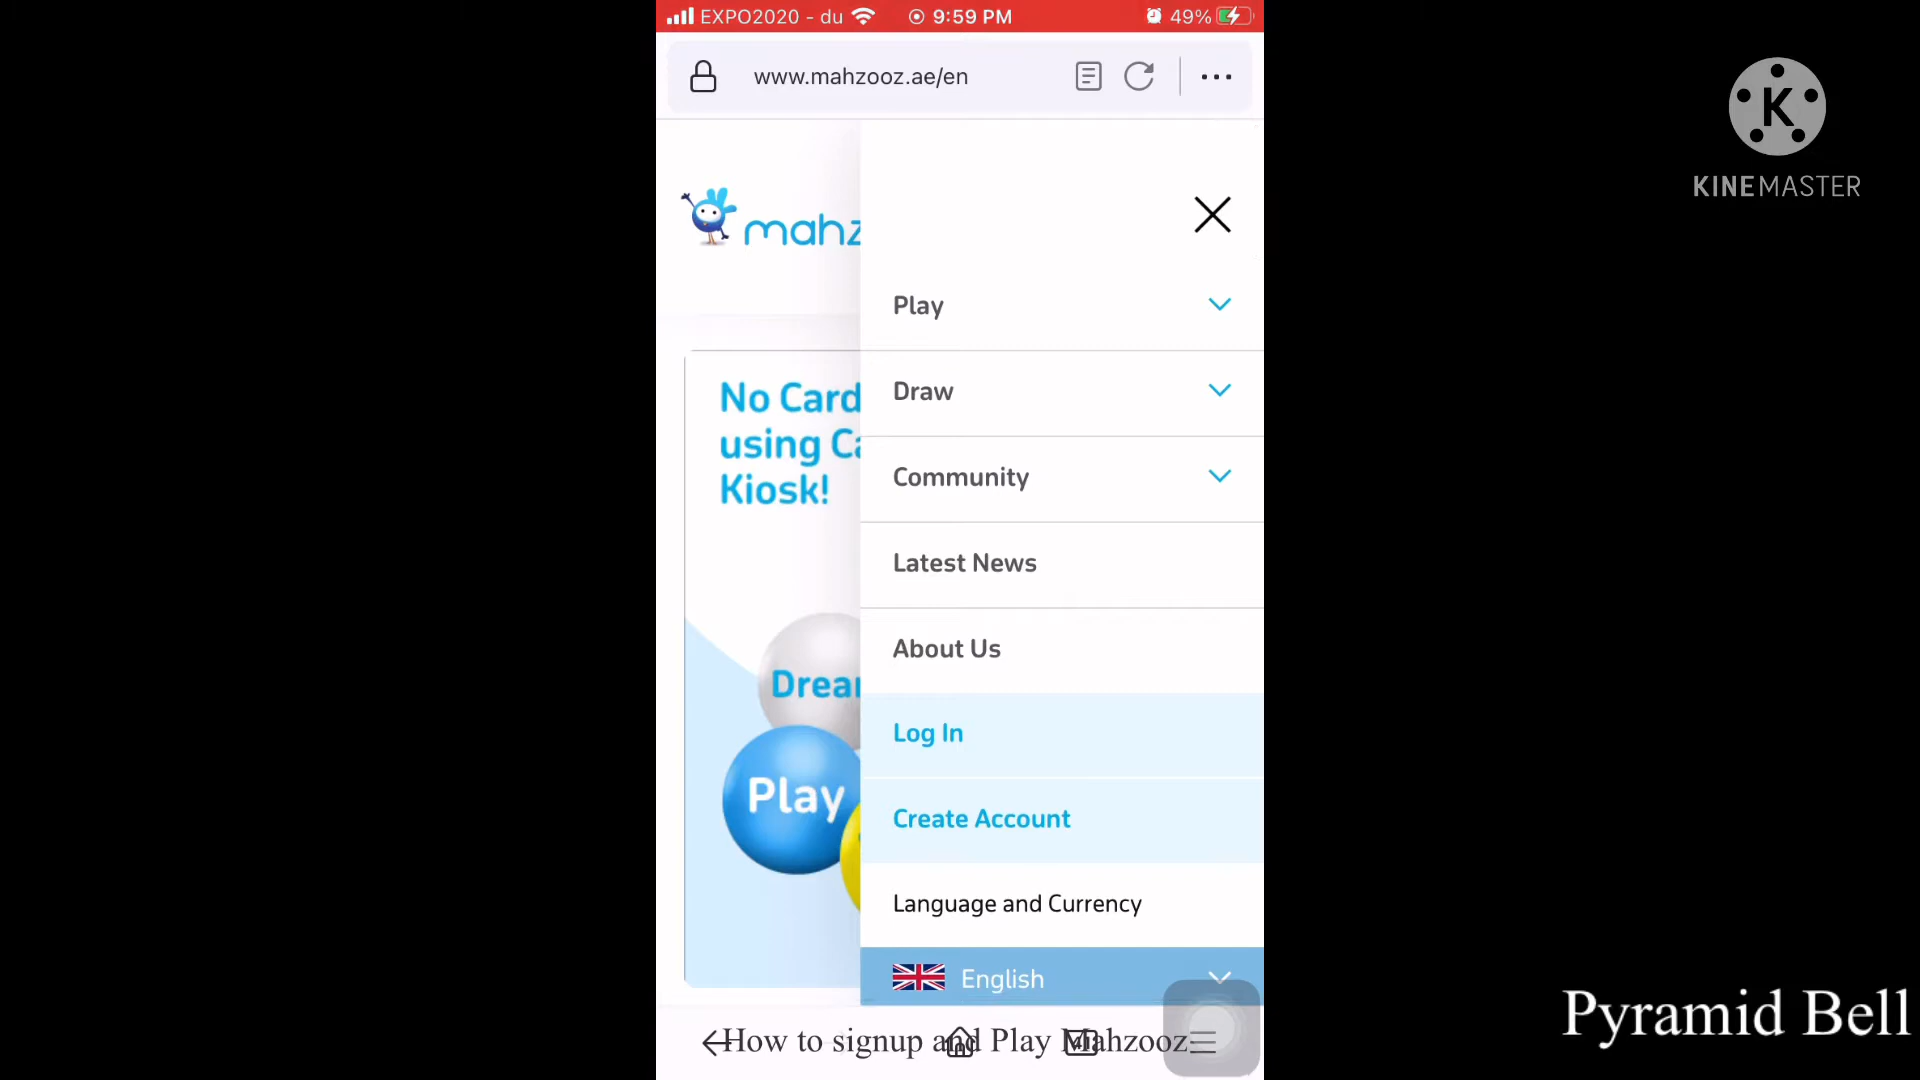 EXPO2020 - du 9:59 PM 49%
www.mahzooz.ae/en
K
KINEMASTER
mahz
Play
Draw
No Card
using Ca
Kiosk!
Community
Latest News
About Us
Drear
Log In
Play
Create Account
Language and Currency
English
How to signup and Play Mahzooz
Pyramid Bell